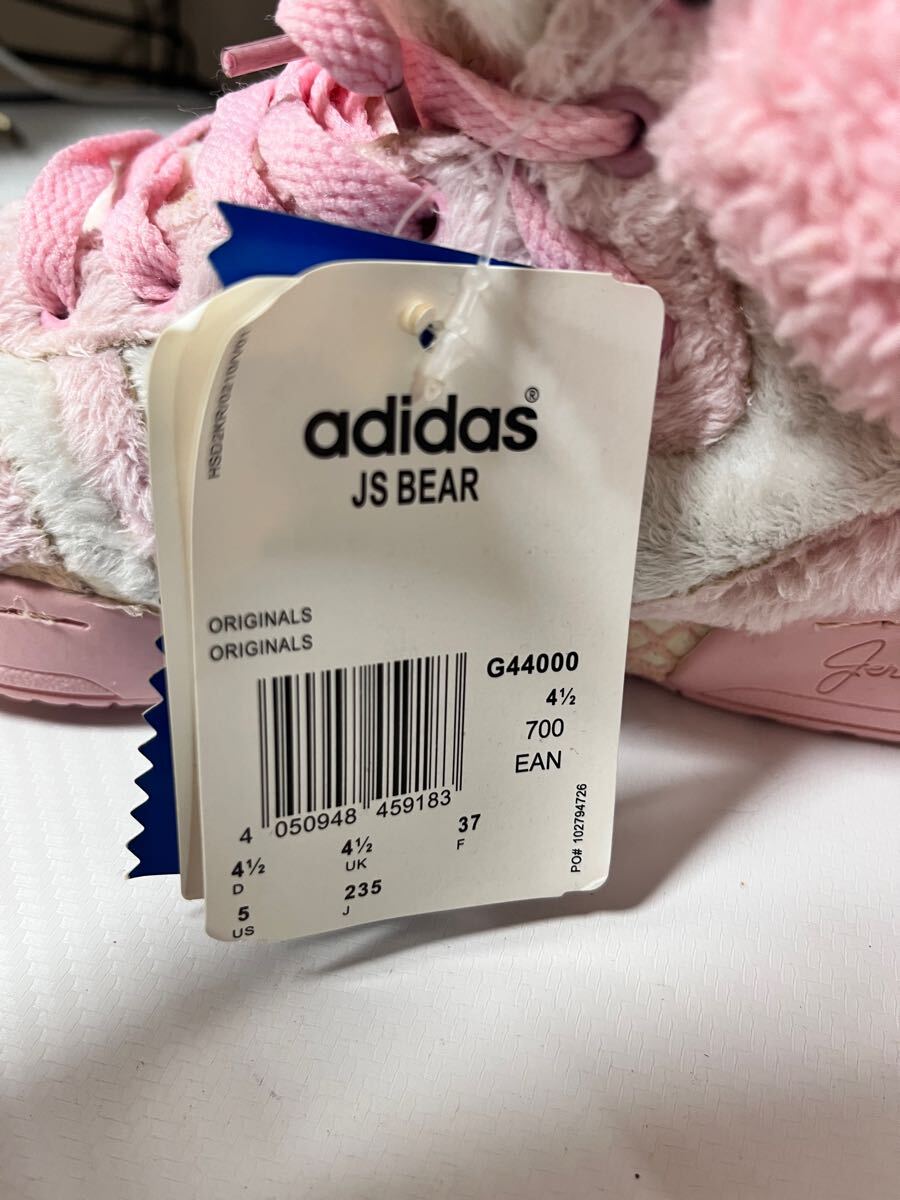 adidas®
JS BEAR
ORIGINALS
ORIGINALS
G44000
4½
700
EAN
4 050948 459183
4½ 4½ 37
D UK F
5 235
US J
PO# 102794726
Jer